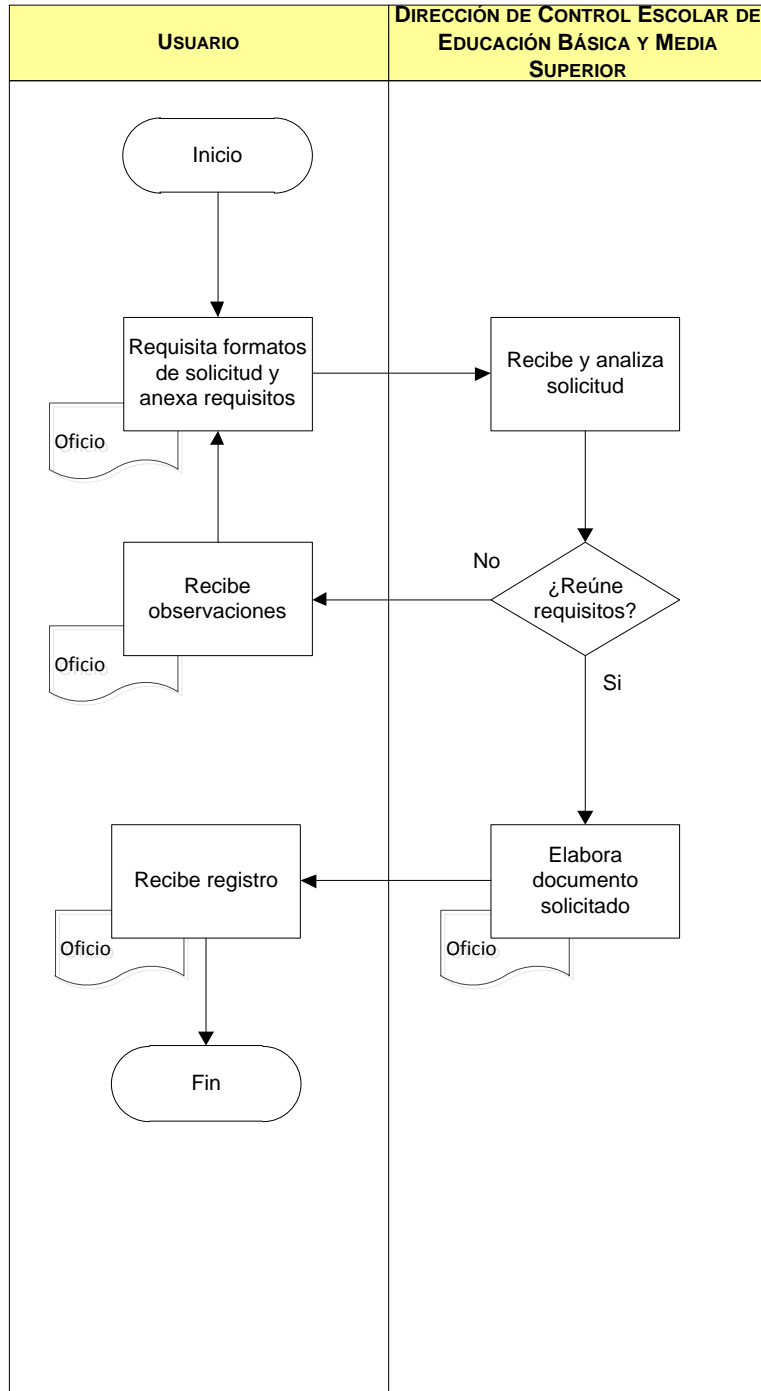 USUARIO
DIRECCIÓN DE CONTROL ESCOLAR DE
EDUCACIÓN BÁSICA Y MEDIA
SUPERIOR
Inicio
Requisita formatos
de solicitud y
anexa requisitos
Oficio
Recibe y analiza
solicitud
No
¿Reúne
requisitos?
Recibe
observaciones
Oficio
Si
Elabora
documento
solicitado
Oficio
Recibe registro
Oficio
Fin